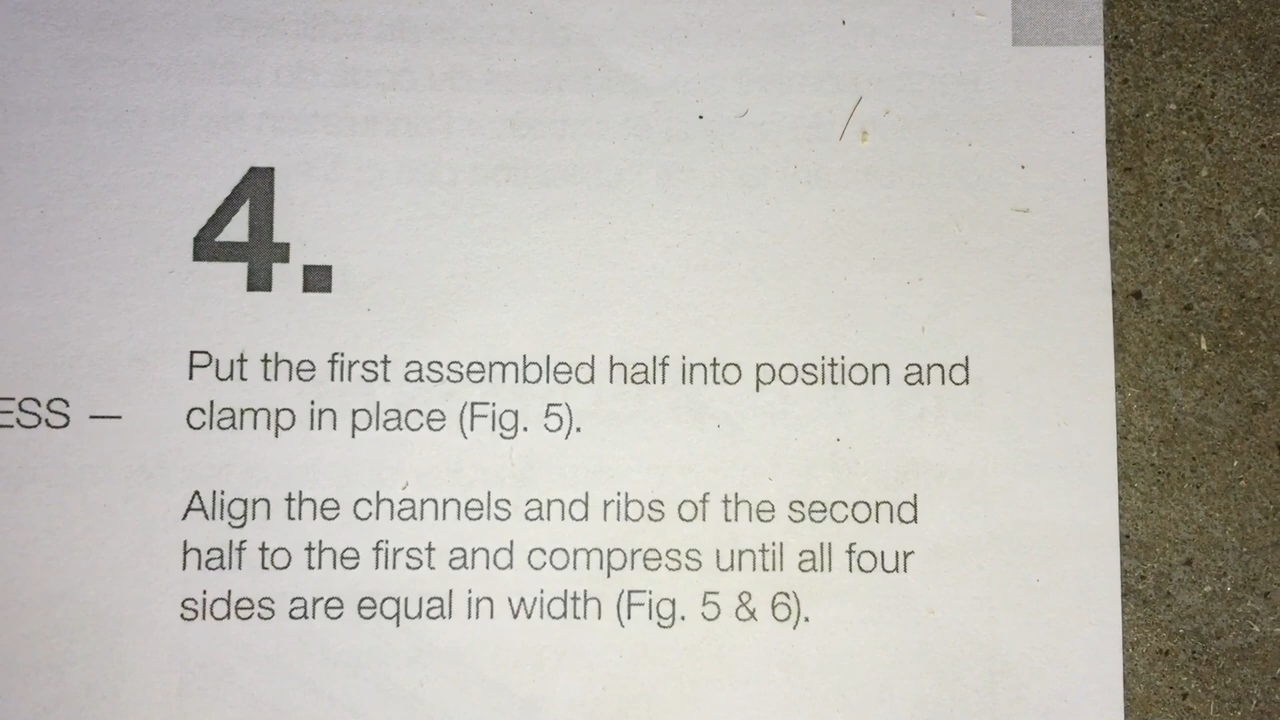 4.
Put the first assembled half into position and
ESS — clamp in place (Fig. 5).
Align the channels and ribs of the second
half to the first and compress until all four
sides are equal in width (Fig. 5 & 6).